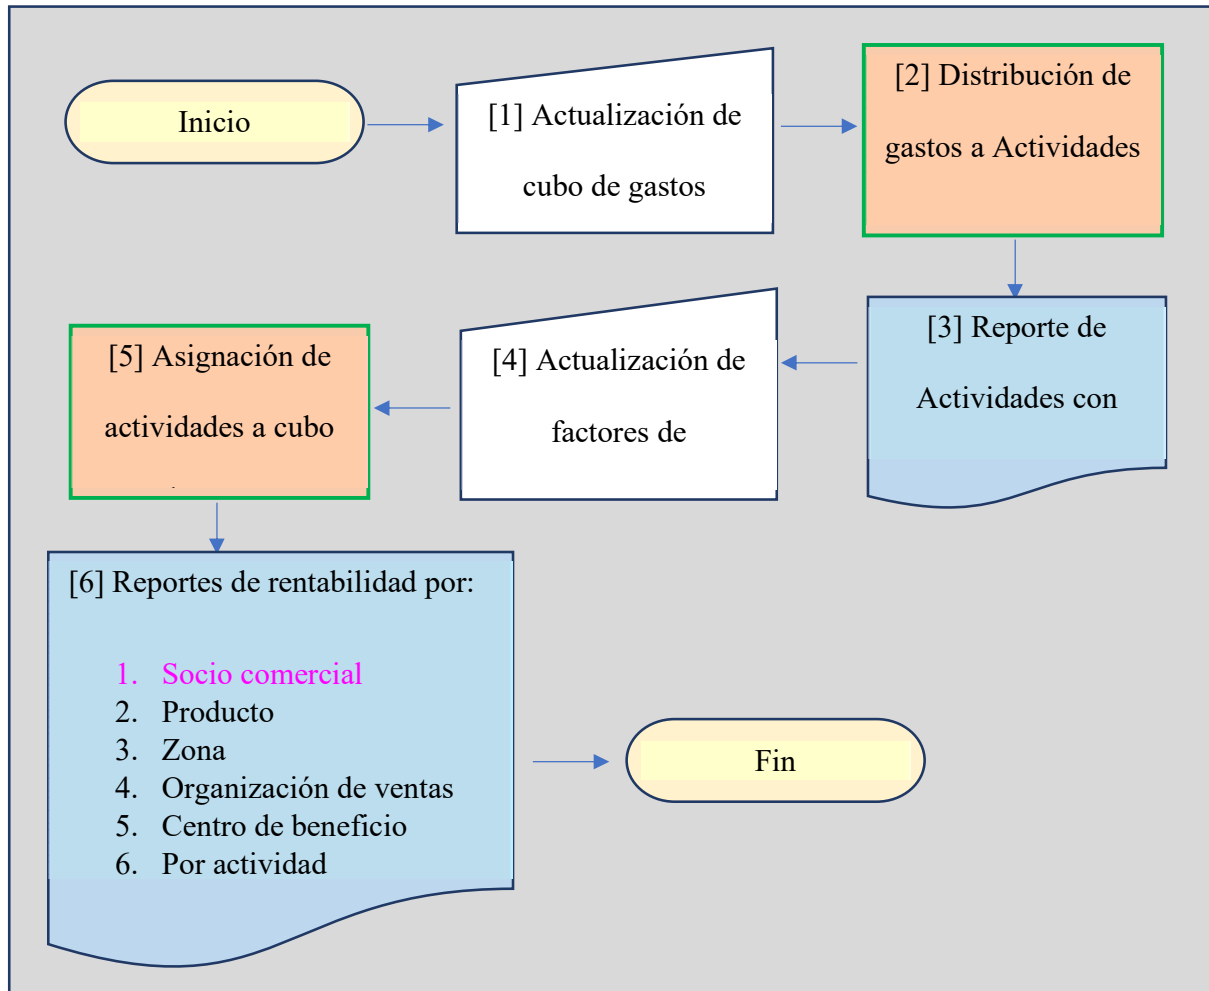 Inicio
[1] Actualización de
cubo de gastos
[2] Distribución de
gastos a Actividades
[3] Reporte de
Actividades con
[4] Actualización de
factores de
[5] Asignación de
actividades a cubo
[6] Reportes de rentabilidad por:
1. Socio comercial
2. Producto
3. Zona
4. Organización de ventas
5. Centro de beneficio
6. Por actividad
Fin